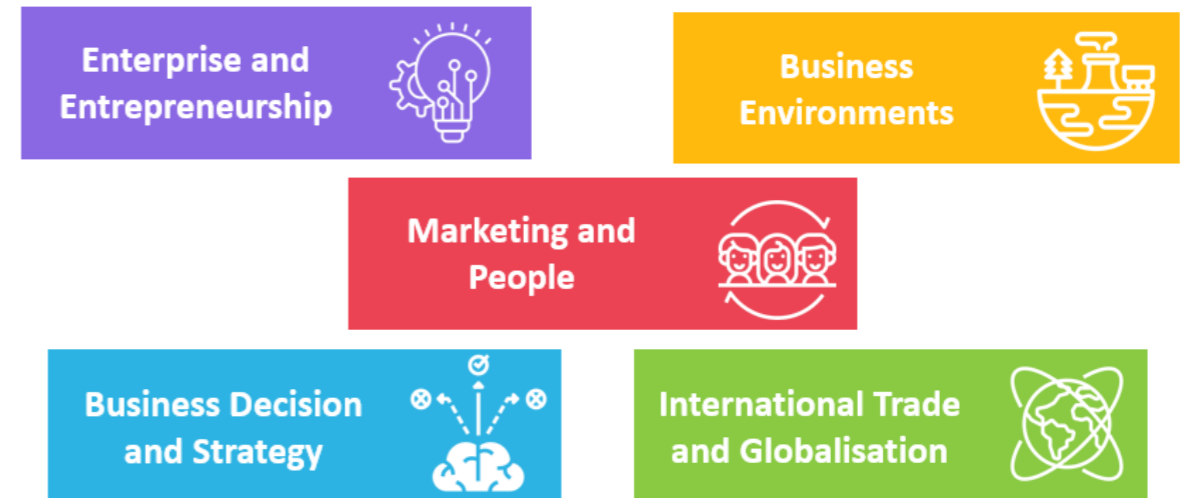 Enterprise and
Entrepreneurship
Business
Environments
Marketing and
People
Business Decision
and Strategy
International Trade
and Globalisation